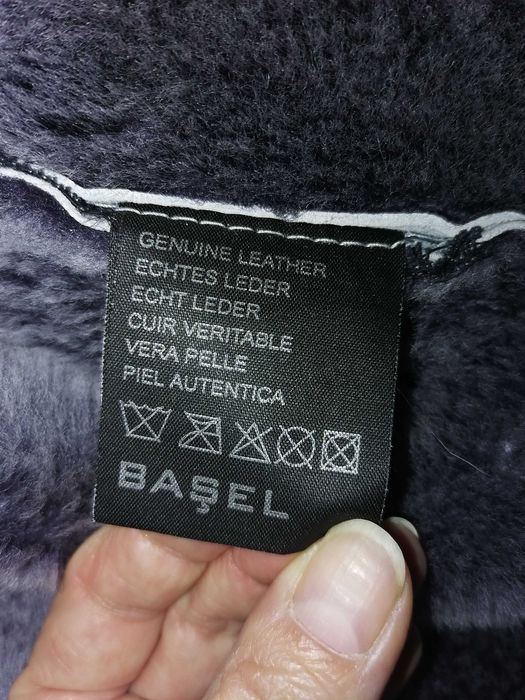 GENUINE LEATHER
ECHTES LEDER
ECHT LEDER
CUIR VERITABLE
VERA PELLE
PIEL AUTENTICA
BAŞEL